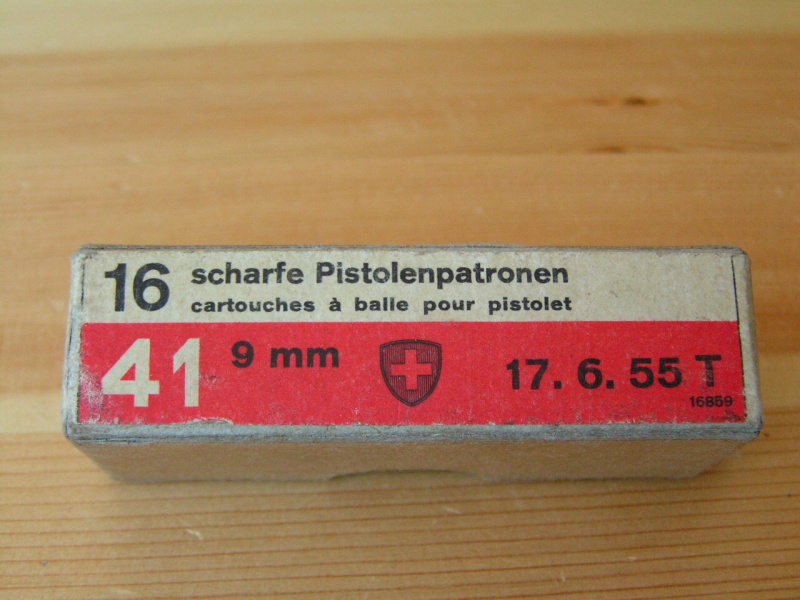 16 scharfe Pistolenpatronen
cartouches à balle pour pistolet
41 9 mm 17. 6. 55 T
16859